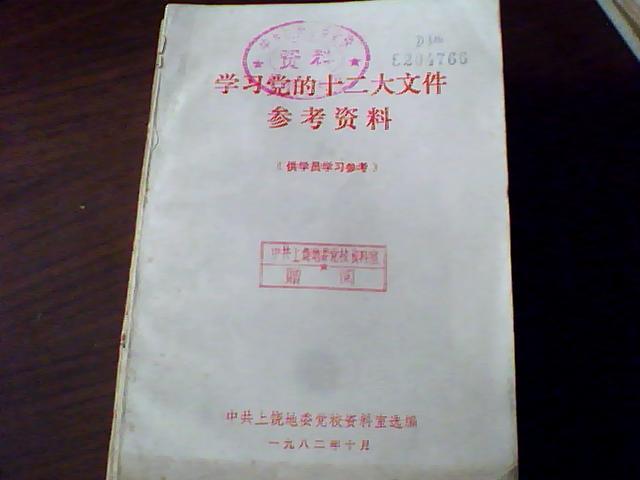 资料
E204766
学习党的十二大文件
参考资料
（供学员学习参考）
中共上饶地委党校资料室
赠阅
中共上饶地委党校资料室选编
一九八二年十月